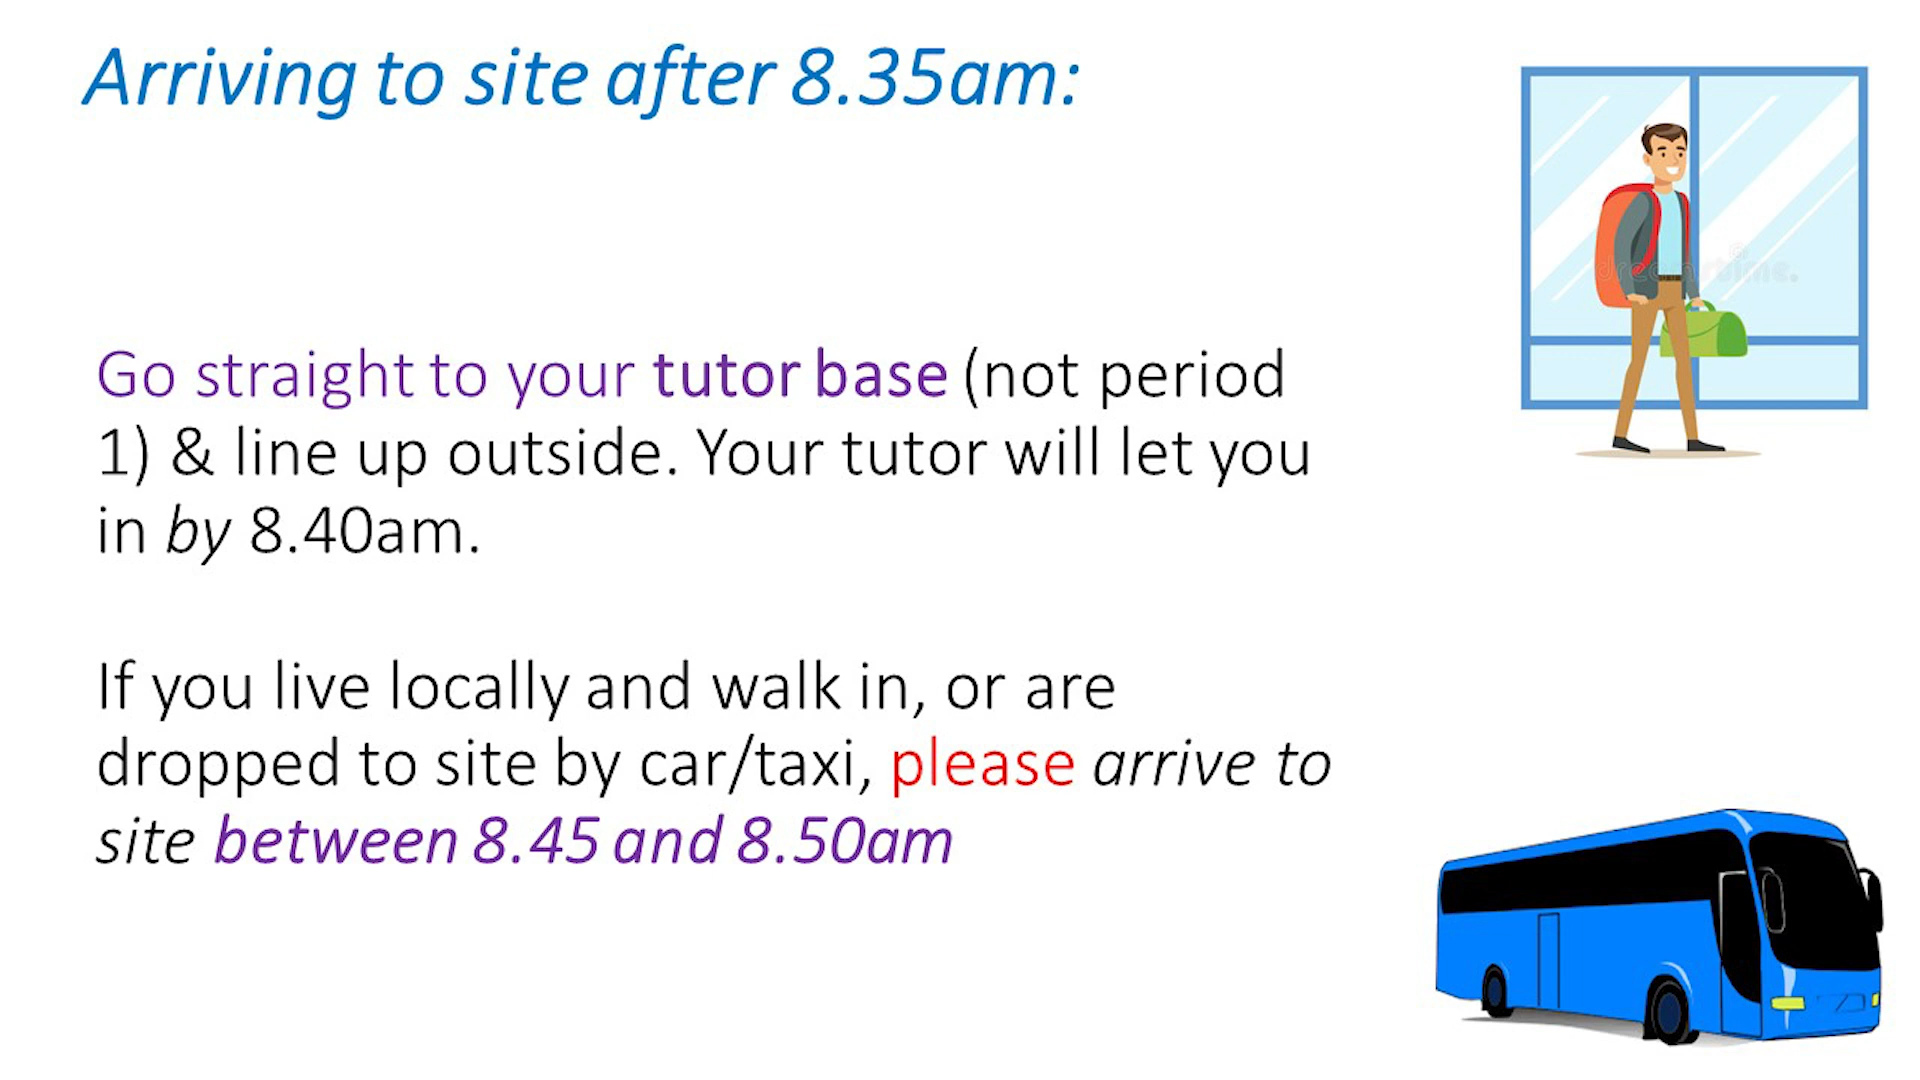 Arriving to site after 8.35am:
Go straight to your tutor base (not period
1) & line up outside. Your tutor will let you
in by 8.40am.
If you live locally and walk in, or are
dropped to site by car/taxi, please arrive to
site between 8.45 and 8.50am
dreamstime.